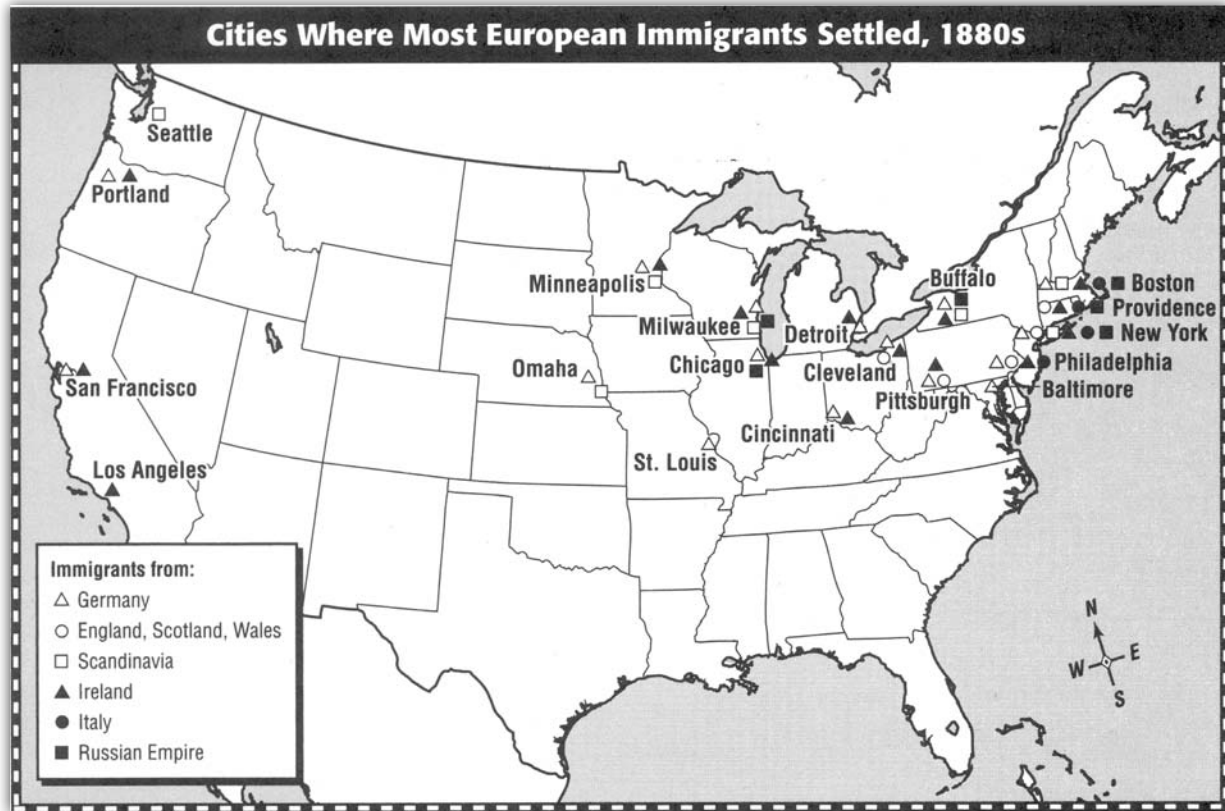 Cities Where Most European Immigrants Settled, 1880s
Seattle
Portland
Minneapolis
Buffalo
Boston
Milwaukee
Detroit
Providence
New York
Omaha
Chicago
Cleveland
Philadelphia
San Francisco
Pittsburgh
Baltimore
Cincinnati
St. Louis
Los Angeles
Immigrants from:
Germany
England, Scotland, Wales
Scandinavia
Ireland
Italy
Russian Empire
N
W E
S